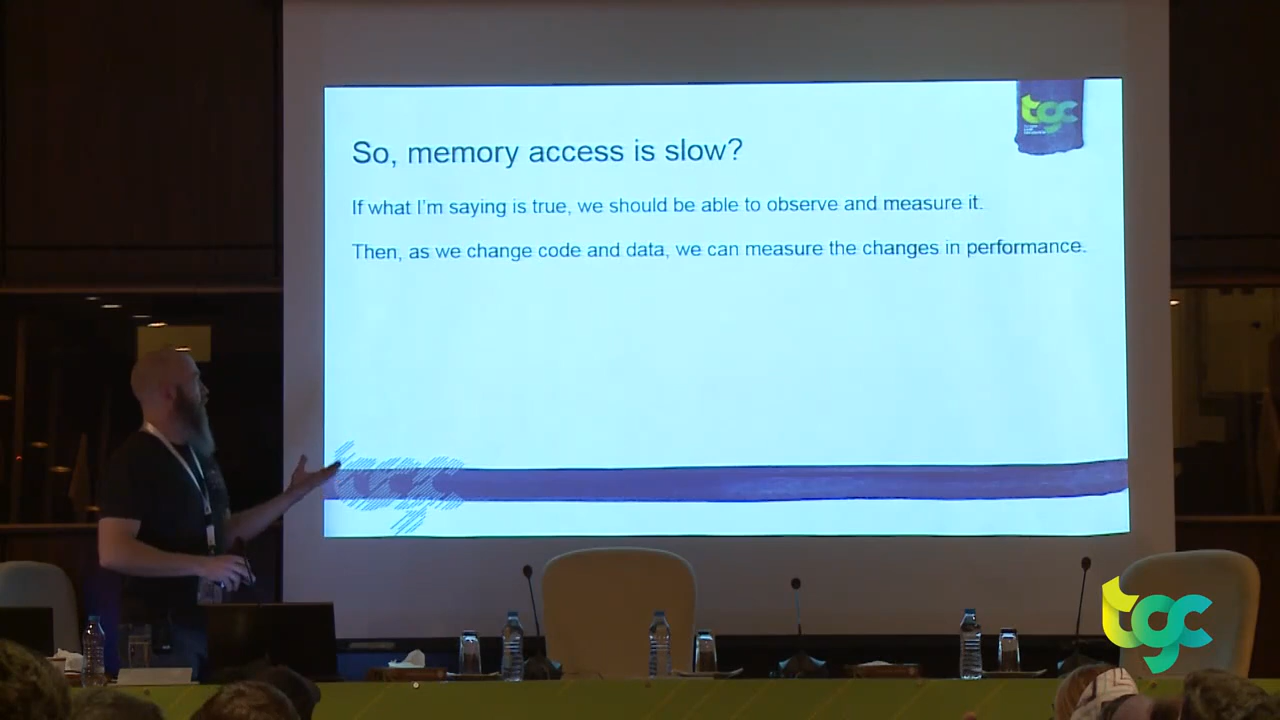 tgc
So, memory access is slow?
If what I'm saying is true, we should be able to observe and measure it.
Then, as we change code and data, we can measure the changes in performance.
tgc
tgc